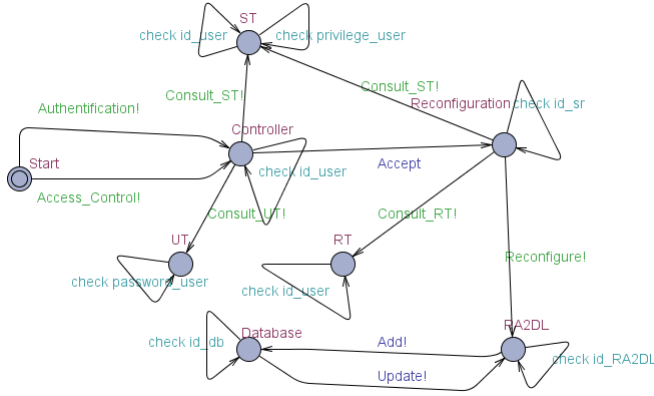 ST
check id_user
check privilege_user
Consult_ST!
Consult_ST!
Authentification!
Reconfiguration
check id_sr
Controller
Start
check id_user
Accept
Access_Control!
Consult_UT!
Consult_RT!
UT
RT
Reconfigure!
check password_user
check id_user
Database
RA2DL
check id_db
Add!
check id_RA2DL
Update!